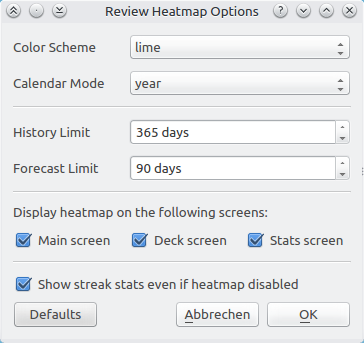 Review Heatmap Options
Color Scheme lime
Calendar Mode year
History Limit 365 days
Forecast Limit 90 days
Display heatmap on the following screens:
Main screen Deck screen Stats screen
Show streak stats even if heatmap disabled
Defaults Abbrechen OK